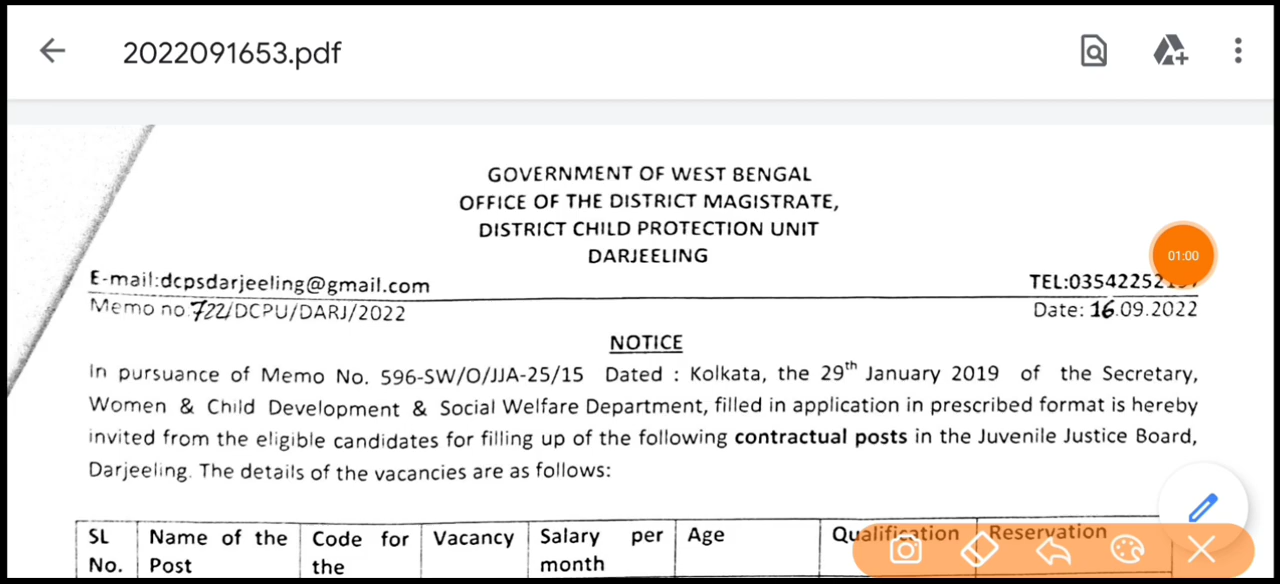 2022091653.pdf
GOVERNMENT OF WEST BENGAL
OFFICE OF THE DISTRICT MAGISTRATE,
DISTRICT CHILD PROTECTION UNIT
DARJEELING
01:00
E-mail:dcpsdarjeeling@gmail.com TEL:03542252
Memo no.722/DCPU/DARJ/2022 Date: 16.09.2022
NOTICE
In pursuance of Memo No. 596-SW/O/JJA-25/15 Dated : Kolkata, the 29th January 2019 of the Secretary,
Women & Child Development & Social Welfare Department, filled in application in prescribed format is hereby
invited from the eligible candidates for filling up of the following contractual posts in the Juvenile Justice Board,
Darjeeling. The details of the vacancies are as follows:
SL Name of the Code for Vacancy Salary per Age Qualification Reservation
No. Post the month